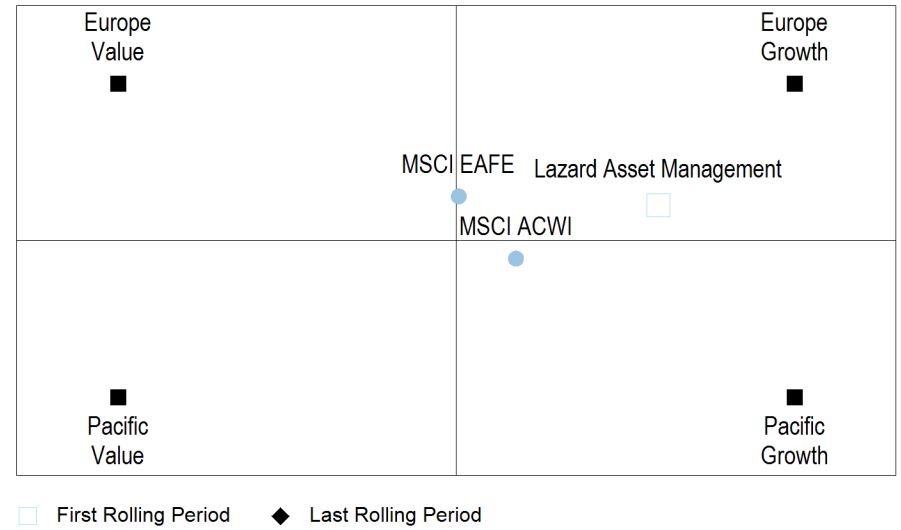 Europe
Value
Europe
Growth
MSCI EAFE
Lazard Asset Management
MSCI ACWI
Pacific
Value
Pacific
Growth
First Rolling Period
Last Rolling Period